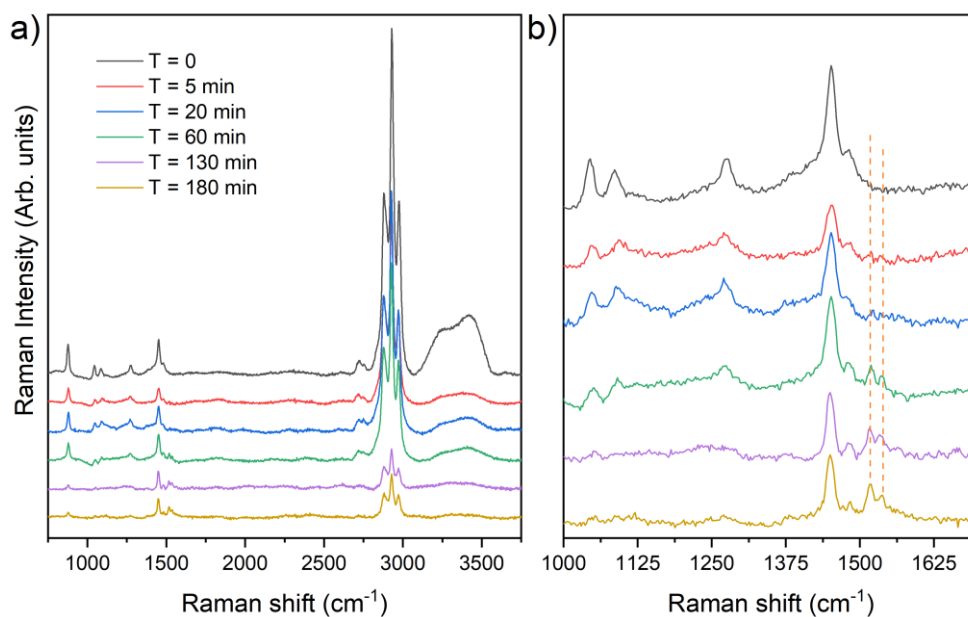 a)
T = 0
T = 5 min
T = 20 min
T = 60 min
T = 130 min
T = 180 min
Raman Intensity (Arb. units)
1000 1500 2000 2500 3000 3500
Raman shift (cm⁻¹)
b)
1000 1125 1250 1375 1500 1625
Raman shift (cm⁻¹)